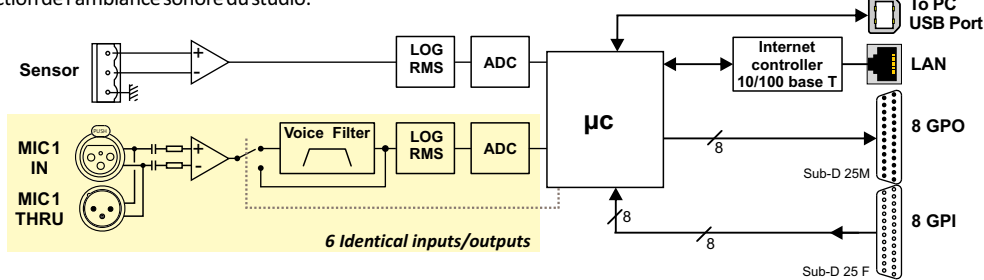 ction de l'ambiance sonore du studio.
To PC
USB Port
Sensor
LOG
RMS
ADC
Internet
controller
10/100 base T
LAN
µc
MIC1
IN
PUSH
Voice Filter
LOG
RMS
ADC
8
8 GPO
Sub-D 25M
MIC1
THRU
8
8
8 GPI
6 Identical inputs/outputs
Sub-D 25 F